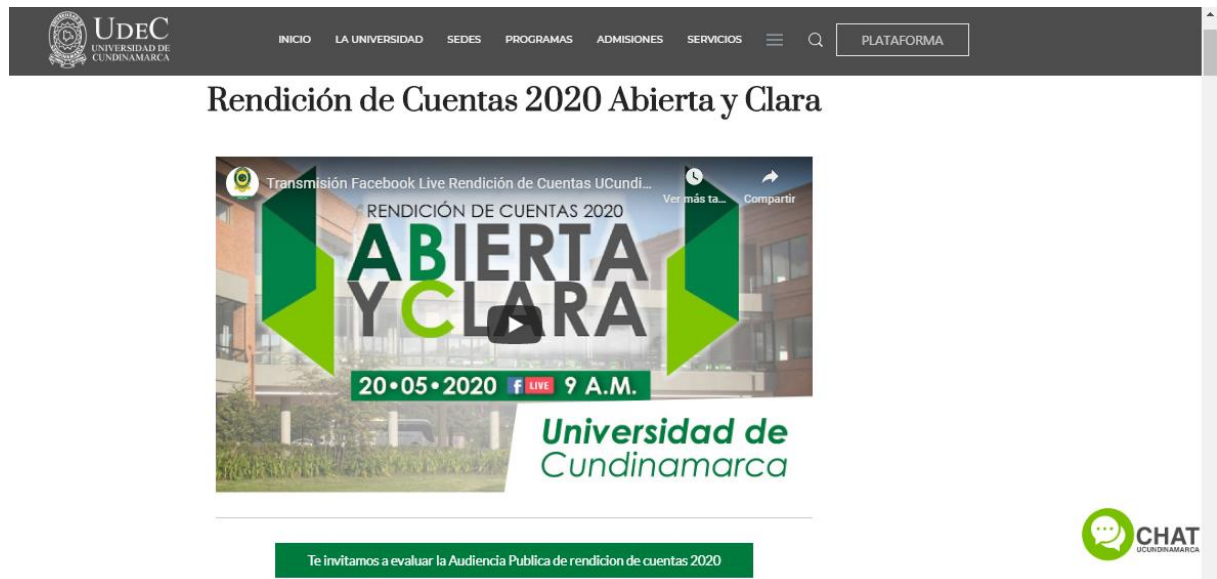 UDEC
UNIVERSIDAD DE
CUNDINAMARCA
INICIO LA UNIVERSIDAD SEDES PROGRAMAS ADMISIONES SERVICIOS PLATAFORMA
Rendición de Cuentas 2020 Abierta y Clara
Transmisión Facebook Live Rendición de Cuentas UCundi...
Ver más ta... Compartir
RENDICIÓN DE CUENTAS 2020
ABIERTA
Y CLARA
20•05•2020 f LIVE 9 A.M.
Universidad de
Cundinamarca
Te invitamos a evaluar la Audiencia Publica de rendicion de cuentas 2020
CHAT
UCUNDINAMARCA